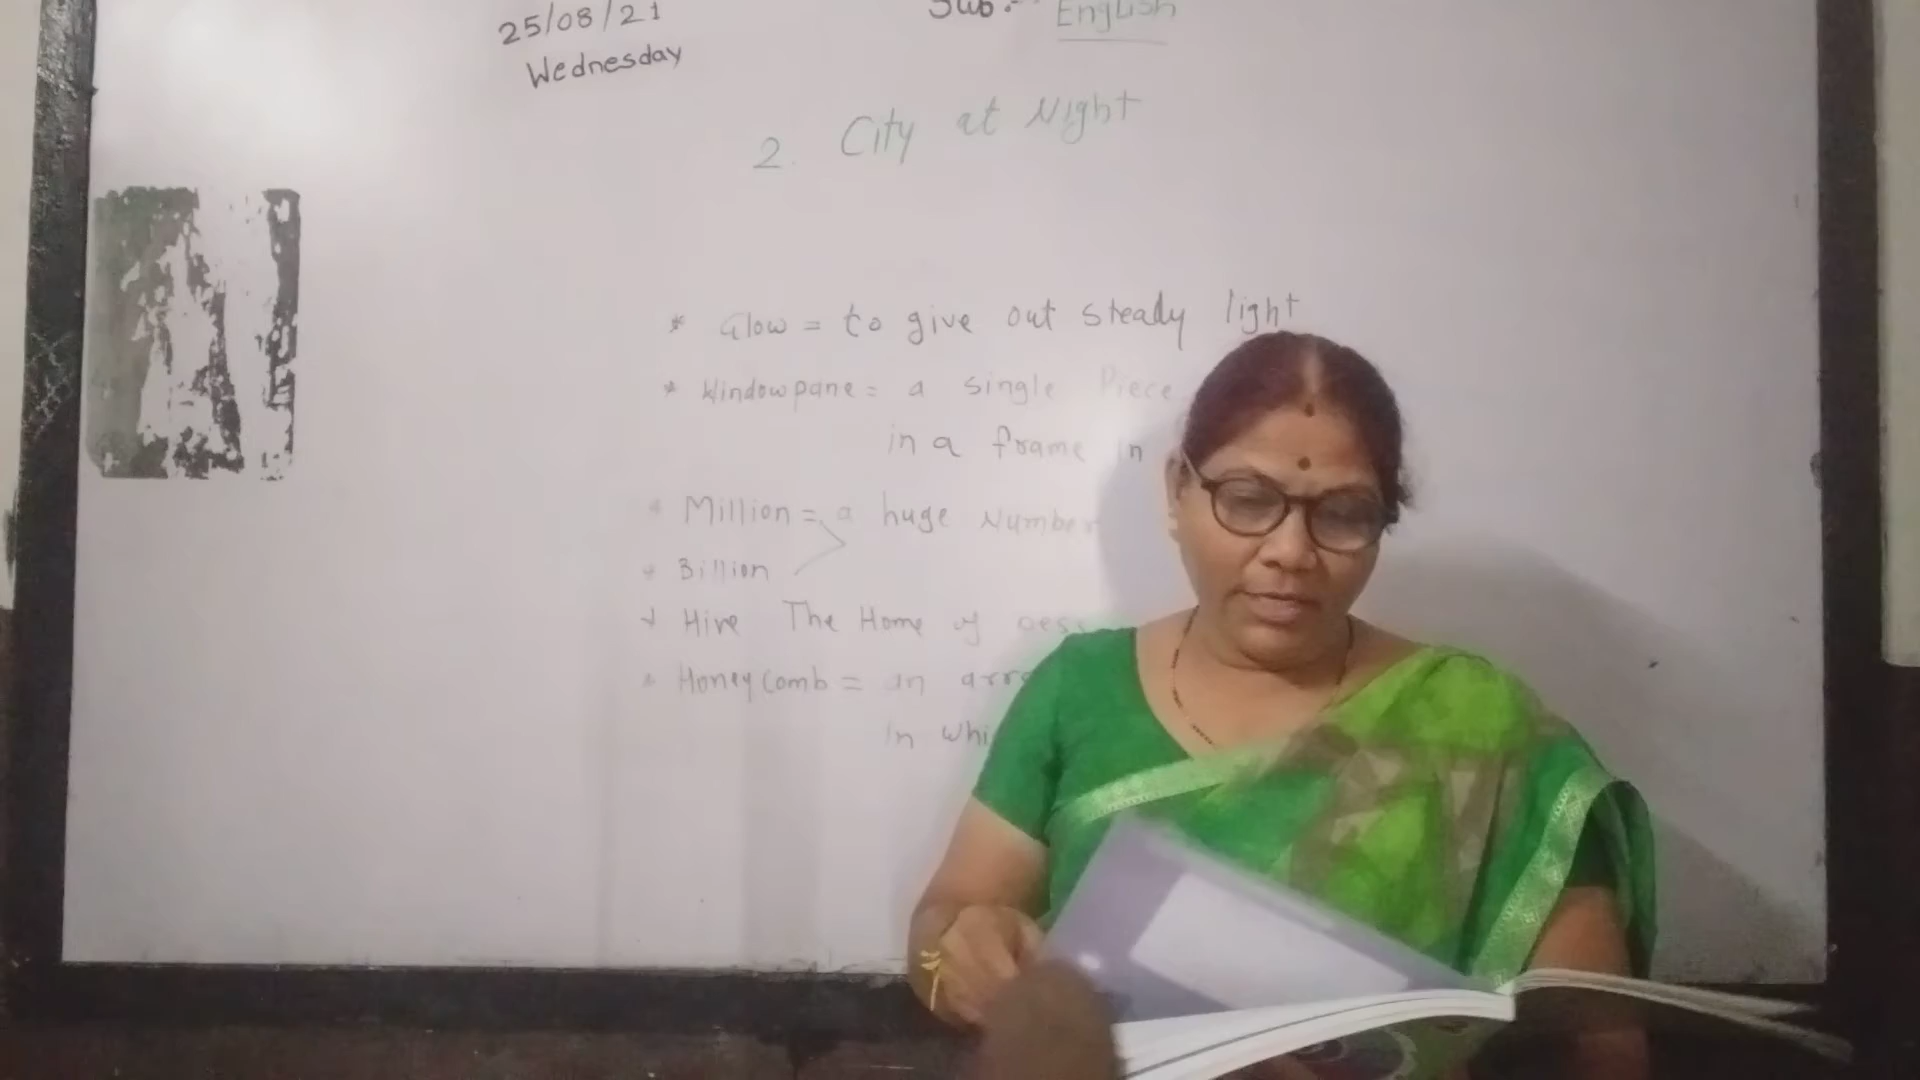 25/08/21
Wednesday
Sub :- English
2. City at Night
* Glow = to give out steady light
* Windowpane = a single Piece
in a frame in
* Million = a huge Number
* Billion
* Hive The Home of
* Honey Comb = an
in